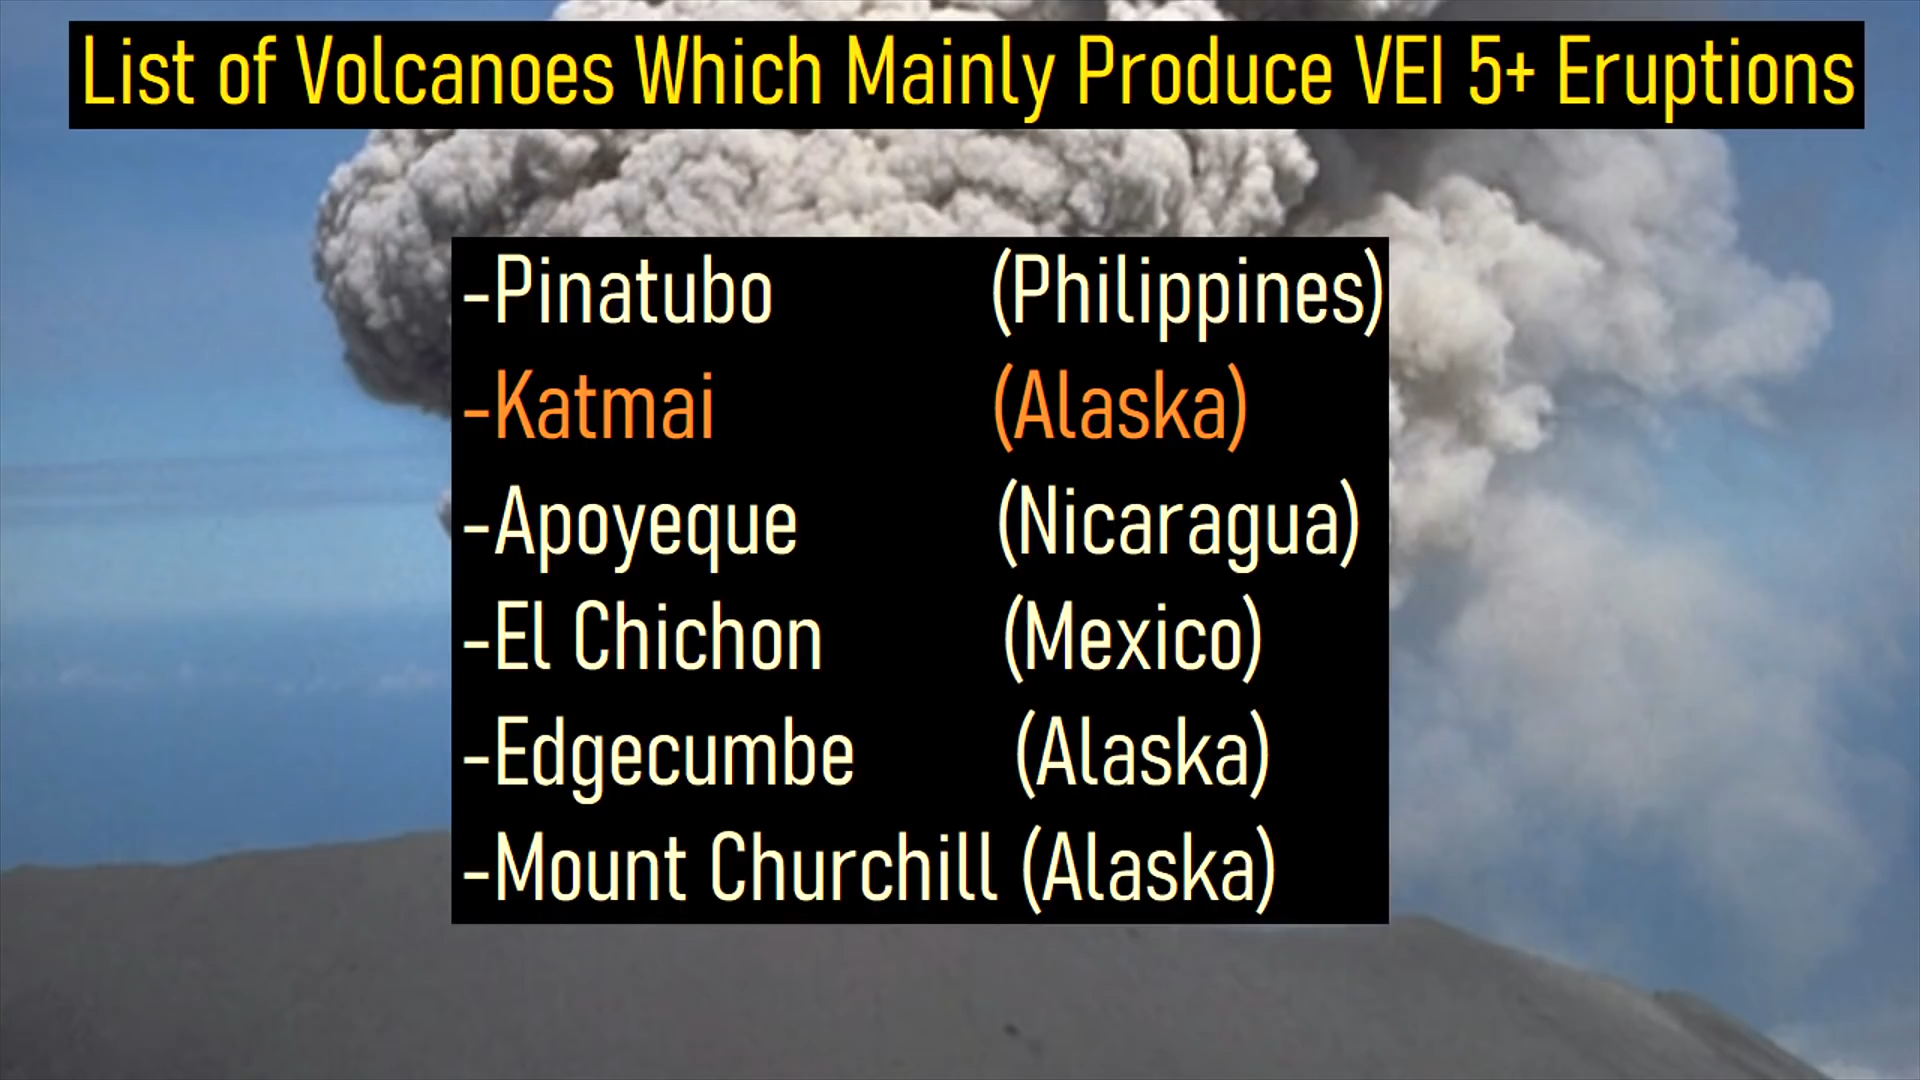 List of Volcanoes Which Mainly Produce VEI 5+ Eruptions
-Pinatubo (Philippines)
-Katmai (Alaska)
-Apoyeque (Nicaragua)
-El Chichon (Mexico)
-Edgecumbe (Alaska)
-Mount Churchill (Alaska)